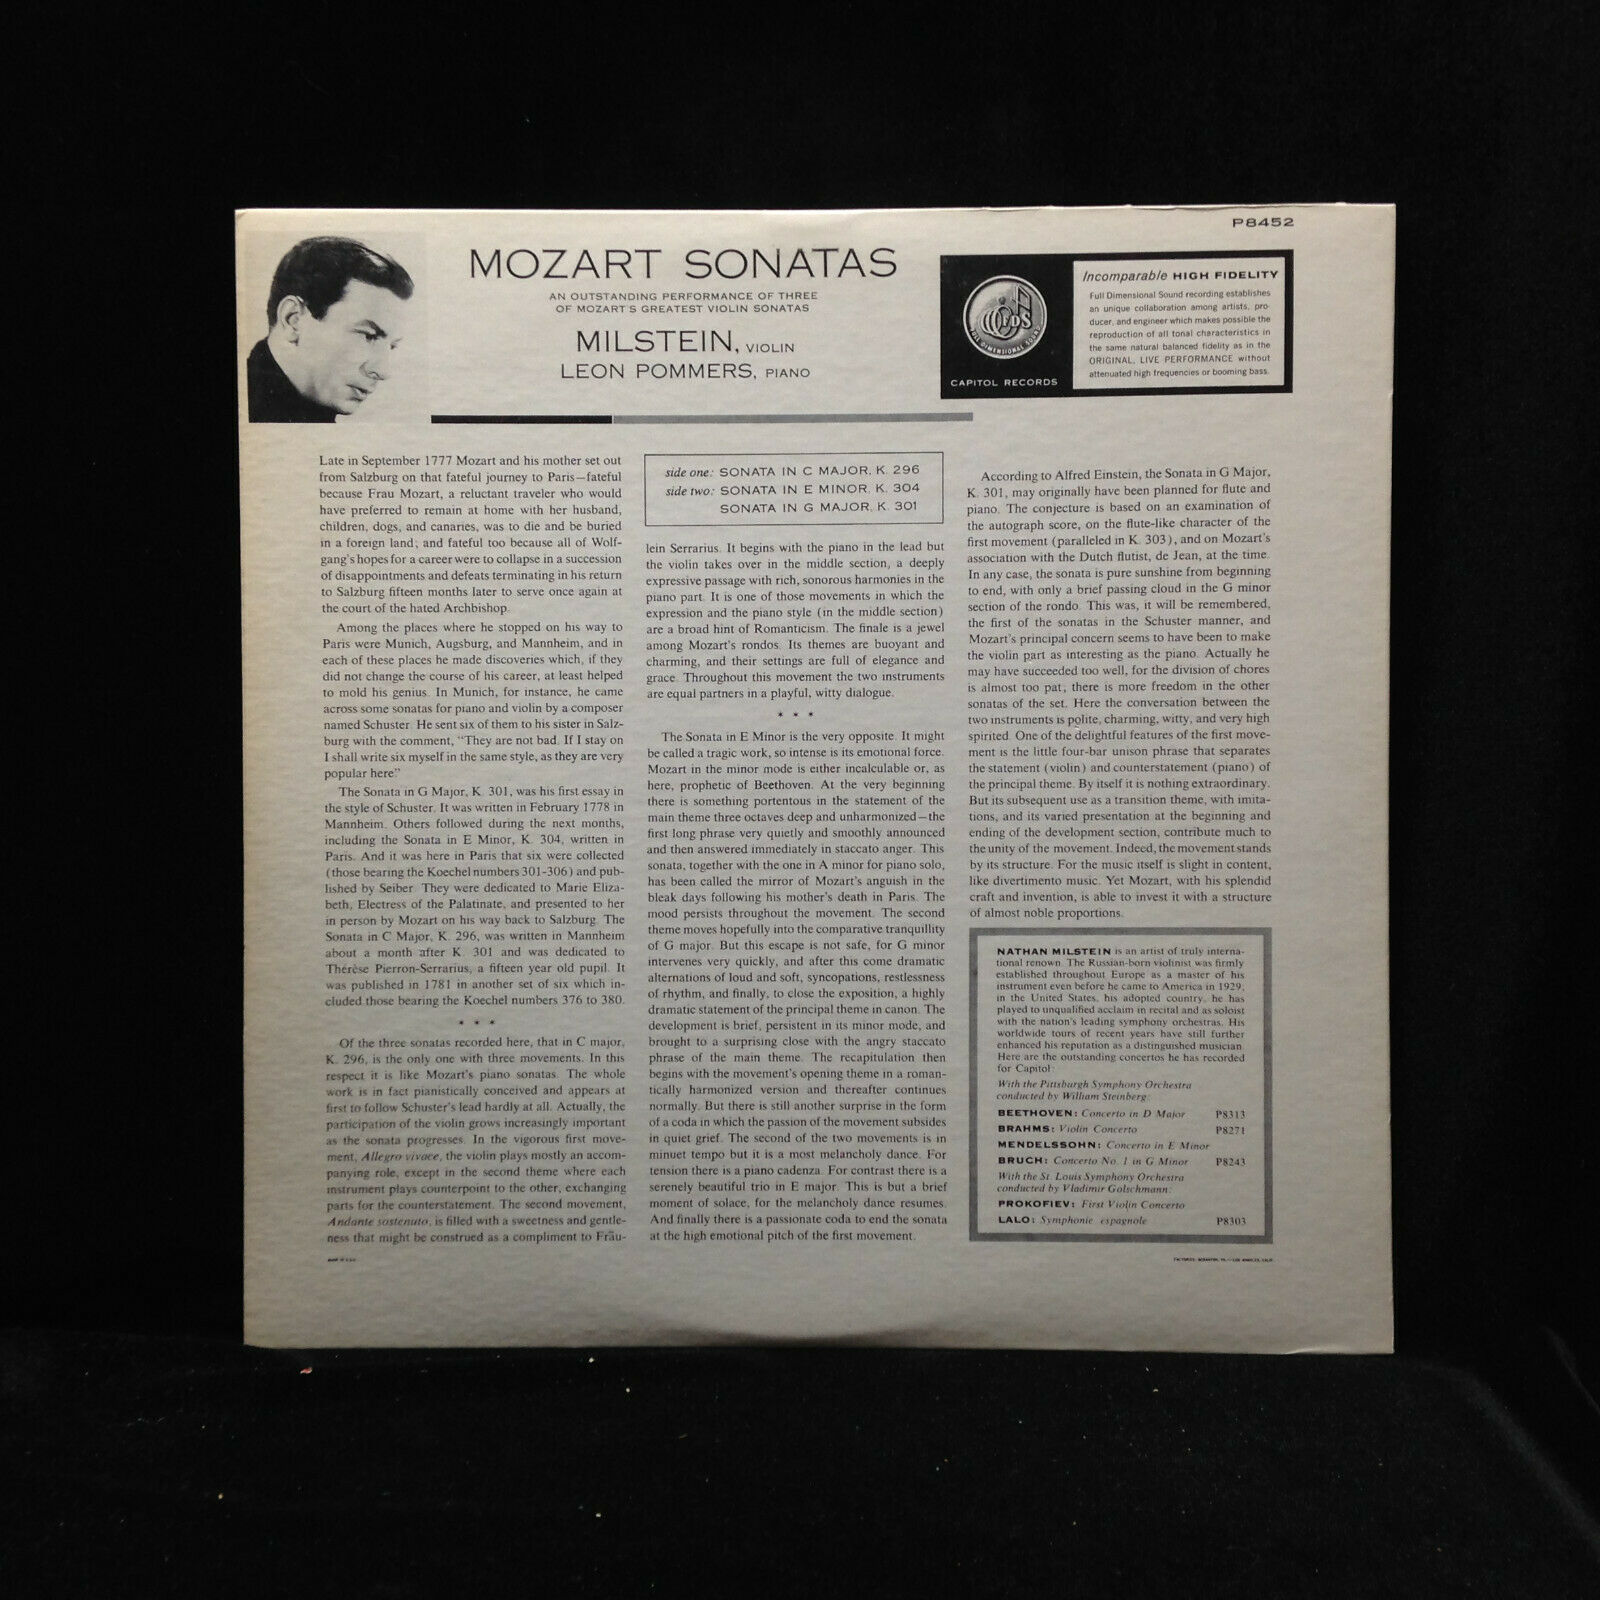 P8452
MOZART SONATAS
AN OUTSTANDING PERFORMANCE OF THREE
OF MOZART'S GREATEST VIOLIN SONATAS
MILSTEIN, VIOLIN
LEON POMMERS, PIANO
FDS
FULL DIMENSIONAL SOUND
CAPITOL RECORDS
Incomparable HIGH FIDELITY
Full Dimensional Sound recording establishes
an unique collaboration among artists, pro-
ducer, and engineer which makes possible the
reproduction of all tonal characteristics in
the same natural balanced fidelity as in the
ORIGINAL, LIVE PERFORMANCE without
attenuated high frequencies or booming bass.
Late in September 1777 Mozart and his mother set out
from Salzburg on that fateful journey to Paris—fateful
because Frau Mozart, a reluctant traveler who would
have preferred to remain at home with her husband,
children, dogs, and canaries, was to die and be buried
in a foreign land; and fateful too because all of Wolf-
gang's hopes for a career were to collapse in a succession
of disappointments and defeats terminating in his return
to Salzburg fifteen months later to serve once again at
the court of the hated Archbishop.
Among the places where he stopped on his way to
Paris were Munich, Augsburg, and Mannheim, and in
each of these places he made discoveries which, if they
did not change the course of his career, at least helped
to mold his genius. In Munich, for instance, he came
across some sonatas for piano and violin by a composer
named Schuster. He sent six of them to his sister in Salz-
burg with the comment, "They are not bad. If I stay on
I shall write six myself in the same style, as they are very
popular here."
The Sonata in G Major, K. 301, was his first essay in
the style of Schuster. It was written in February 1778 in
Mannheim. Others followed during the next months,
including the Sonata in E Minor, K. 304, written in
Paris. And it was here in Paris that six were collected
(those bearing the Koechel numbers 301-306) and pub-
lished by Seiber. They were dedicated to Marie Eliza-
beth, Electress of the Palatinate, and presented to her
in person by Mozart on his way back to Salzburg. The
Sonata in C Major, K. 296, was written in Mannheim
about a month after K. 301 and was dedicated to
Thérèse Pierron-Serrarius, a fifteen year old pupil. It
was published in 1781 in another set of six which in-
cluded those bearing the Koechel numbers 376 to 380.
* * *
Of the three sonatas recorded here, that in C major,
K. 296, is the only one with three movements. In this
respect it is like Mozart's piano sonatas. The whole
work is in fact pianistically conceived and appears at
first to follow Schuster's lead hardly at all. Actually, the
participation of the violin grows increasingly important
as the sonata progresses. In the vigorous first move-
ment, Allegro vivace, the violin plays mostly an accom-
panying role, except in the second theme where each
instrument plays counterpoint to the other, exchanging
parts for the counterstatement. The second movement,
Andante sostenuto, is filled with a sweetness and gentle-
ness that might be construed as a compliment to Fräu-
side one: SONATA IN C MAJOR, K. 296
side two: SONATA IN E MINOR, K. 304
SONATA IN G MAJOR, K. 301
lein Serrarius. It begins with the piano in the lead but
the violin takes over in the middle section, a deeply
expressive passage with rich, sonorous harmonies in the
piano part. It is one of those movements in which the
expression and the piano style (in the middle section)
are a broad hint of Romanticism. The finale is a jewel
among Mozart's rondos. Its themes are buoyant and
charming, and their settings are full of elegance and
grace. Throughout this movement the two instruments
are equal partners in a playful, witty dialogue.
* * *
The Sonata in E Minor is the very opposite. It might
be called a tragic work, so intense is its emotional force.
Mozart in the minor mode is either incalculable or, as
here, prophetic of Beethoven. At the very beginning
there is something portentous in the statement of the
main theme three octaves deep and unharmonized—the
first long phrase very quietly and smoothly announced
and then answered immediately in staccato anger. This
sonata, together with the one in A minor for piano solo,
has been called the mirror of Mozart's anguish in the
bleak days following his mother's death in Paris. The
mood persists throughout the movement. The second
theme moves hopefully into the comparative tranquillity
of G major. But this escape is not safe, for G minor
intervenes very quickly, and after this come dramatic
alternations of loud and soft, syncopations, restlessness
of rhythm, and finally, to close the exposition, a highly
dramatic statement of the principal theme in canon. The
development is brief, persistent in its minor mode, and
brought to a surprising close with the angry staccato
phrase of the main theme. The recapitulation then
begins with the movement's opening theme in a roman-
tically harmonized version and thereafter continues
normally. But there is still another surprise in the form
of a coda in which the passion of the movement subsides
in quiet grief. The second of the two movements is in
minuet tempo but it is a most melancholy dance. For
tension there is a piano cadenza. For contrast there is a
serenely beautiful trio in E major. This is but a brief
moment of solace, for the melancholy dance resumes.
And finally there is a passionate coda to end the sonata
at the high emotional pitch of the first movement.
According to Alfred Einstein, the Sonata in G Major,
K. 301, may originally have been planned for flute and
piano. The conjecture is based on an examination of
the autograph score, on the flute-like character of the
first movement (paralleled in K. 303), and on Mozart's
association with the Dutch flutist, de Jean, at the time.
In any case, the sonata is pure sunshine from beginning
to end, with only a brief passing cloud in the G minor
section of the rondo. This was, it will be remembered,
the first of the sonatas in the Schuster manner, and
Mozart's principal concern seems to have been to make
the violin part as interesting as the piano. Actually he
may have succeeded too well, for the division of chores
is almost too pat; there is more freedom in the other
sonatas of the set. Here the conversation between the
two instruments is polite, charming, witty, and very high
spirited. One of the delightful features of the first move-
ment is the little four-bar unison phrase that separates
the statement (violin) and counterstatement (piano) of
the principal theme. By itself it is nothing extraordinary.
But its subsequent use as a transition theme, with imita-
tions, and its varied presentation at the beginning and
ending of the development section, contribute much to
the unity of the movement. Indeed, the movement stands
by its structure. For the music itself is slight in content,
like divertimento music. Yet Mozart, with his splendid
craft and invention, is able to invest it with a structure
of almost noble proportions.
NATHAN MILSTEIN is an artist of truly interna-
tional renown. The Russian-born violinist was firmly
established throughout Europe as a master of his
instrument even before he came to America in 1929.
in the United States, his adopted country, he has
played to unqualified acclaim in recital and as soloist
with the nation's leading symphony orchestras. His
worldwide tours of recent years have still further
enhanced his reputation as a distinguished musician.
Here are the outstanding concertos he has recorded
for Capitol:
With the Pittsburgh Symphony Orchestra
conducted by William Steinberg:
BEETHOVEN: Concerto in D Major P8313
BRAHMS: Violin Concerto P8271
MENDELSSOHN: Concerto in E Minor
BRUCH: Concerto No. 1 in G Minor P8243
With the St. Louis Symphony Orchestra
conducted by Vladimir Golschmann:
PROKOFIEV: First Violin Concerto
LALO: Symphonie espagnole P8303
MADE IN U.S.A.
FACTORIES: SCRANTON, PA.—LOS ANGELES, CALIF.